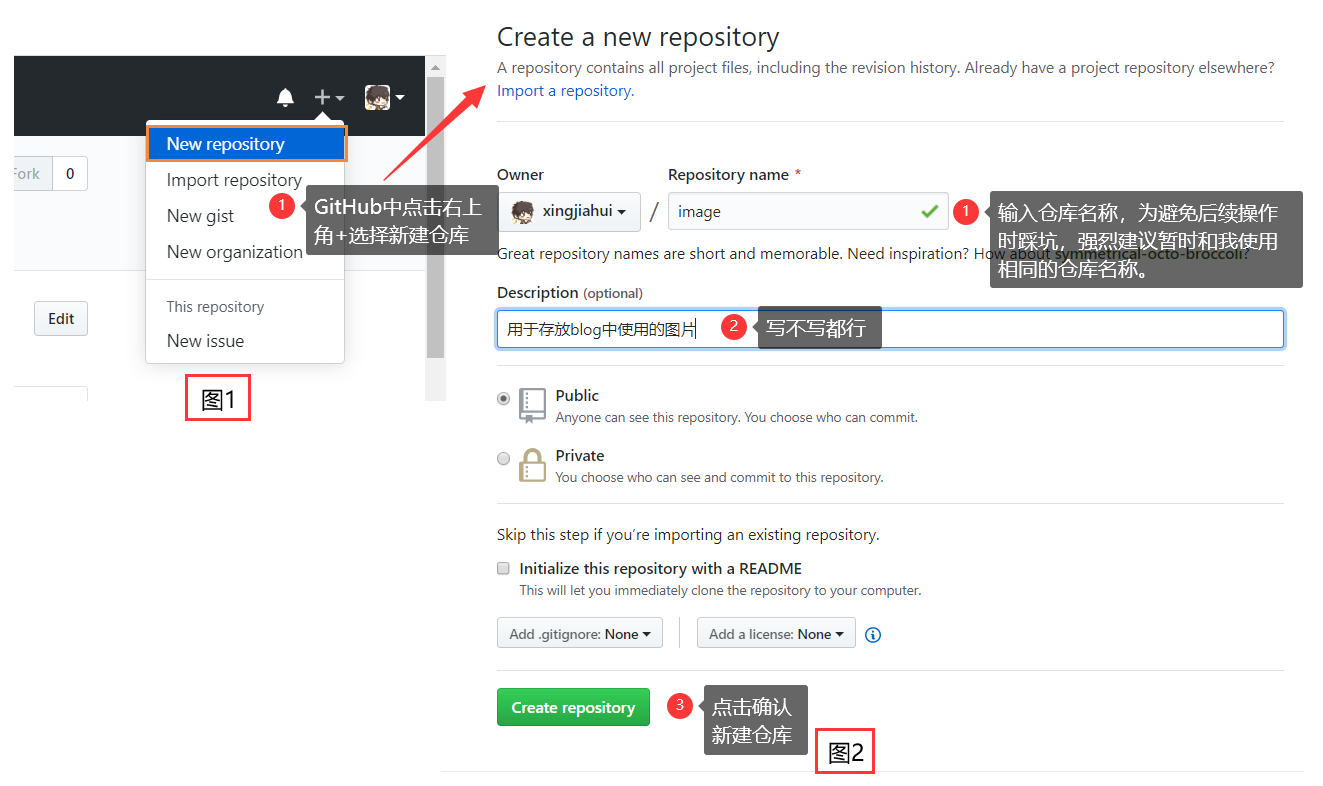 Fork
0
New repository
Import repository
New gist
New organization
This repository
New issue
Edit
1
GitHub中点击右上
角+选择新建仓库
图1
Create a new repository
A repository contains all project files, including the revision history. Already have a project repository elsewhere?
Import a repository.
Owner
Repository name *
xingjiahui
/
image
1
输入仓库名称，为避免后续操作
时踩坑，强烈建议暂时和我使用
相同的仓库名称。
Great repository names are short and memorable. Need inspiration? How about symmetrical-octo-broccoli?
Description (optional)
用于存放blog中使用的图片
2
写不写都行
Public
Anyone can see this repository. You choose who can commit.
Private
You choose who can see and commit to this repository.
Skip this step if you’re importing an existing repository.
Initialize this repository with a README
This will let you immediately clone the repository to your computer.
Add .gitignore: None
Add a license: None
Create repository
3
点击确认
新建仓库
图2